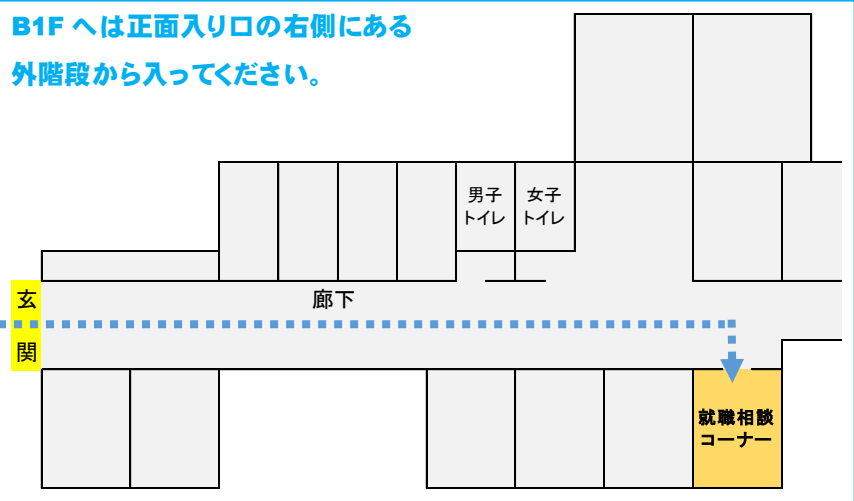 B1F へは正面入り口の右側にある
外階段から入ってください。
男子
トイレ
女子
トイレ
玄
関
廊下
就職相談
コーナー